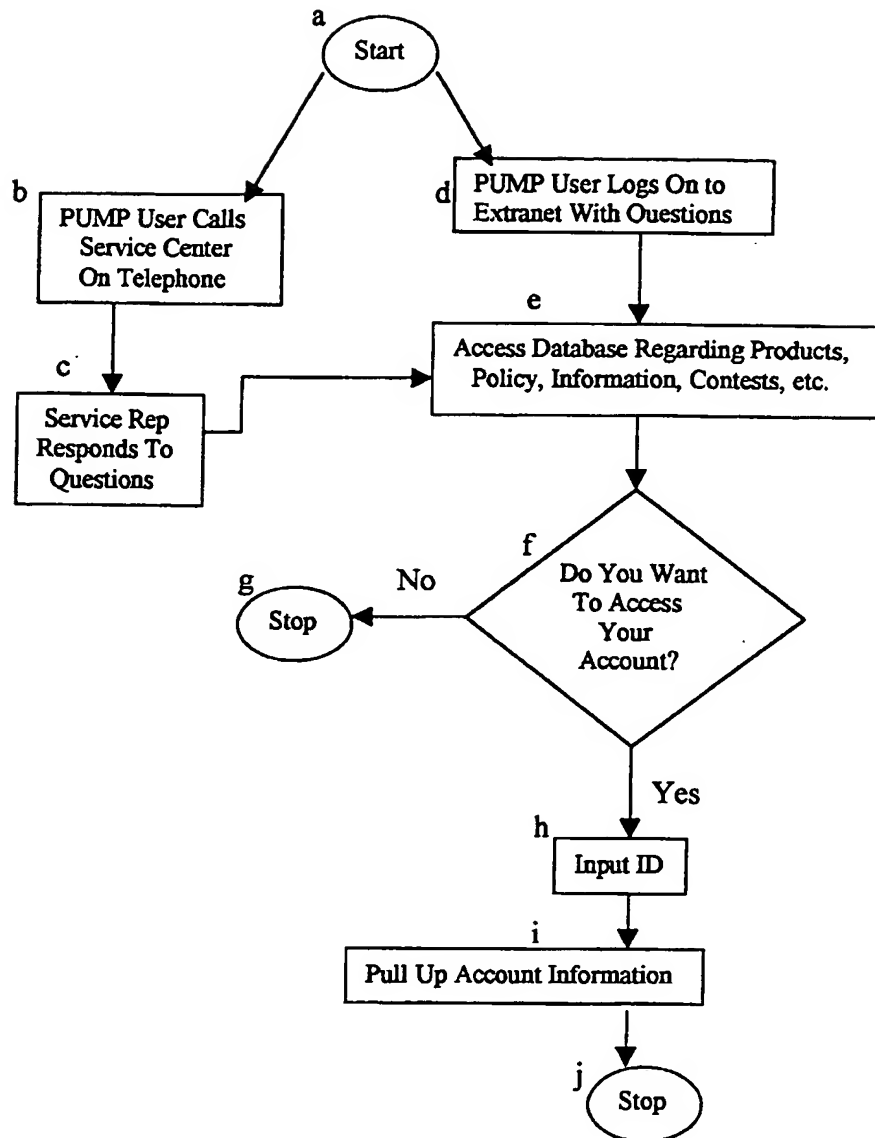 a
Start
b
PUMP User Calls
Service Center
On Telephone
d
PUMP User Logs On to
Extranet With Questions
c
Service Rep
Responds To
Questions
e
Access Database Regarding Products,
Policy, Information, Contests, etc.
f
Do You Want
To Access
Your
Account?
No
g
Stop
Yes
h
Input ID
i
Pull Up Account Information
j
Stop